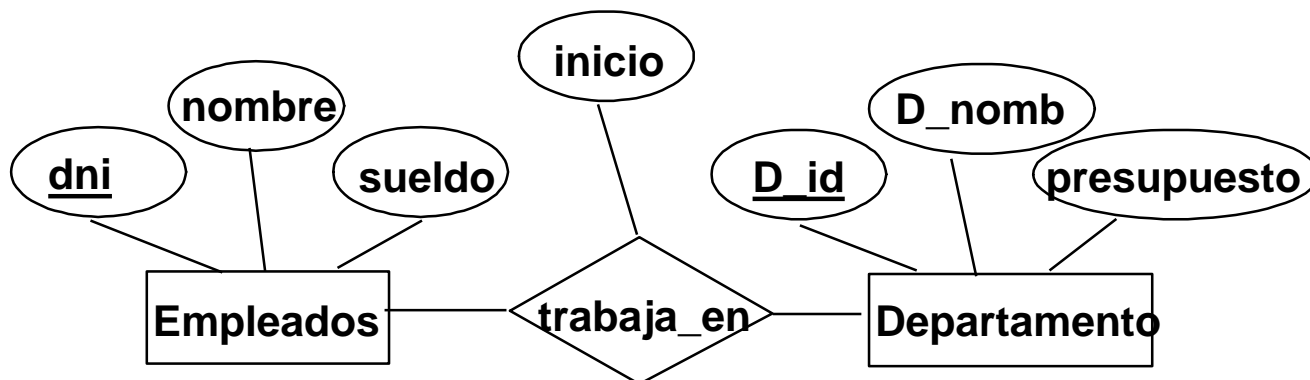 inicio
nombre
D_nomb
dni
sueldo
D_id
presupuesto
Empleados
trabaja_en
Departamento